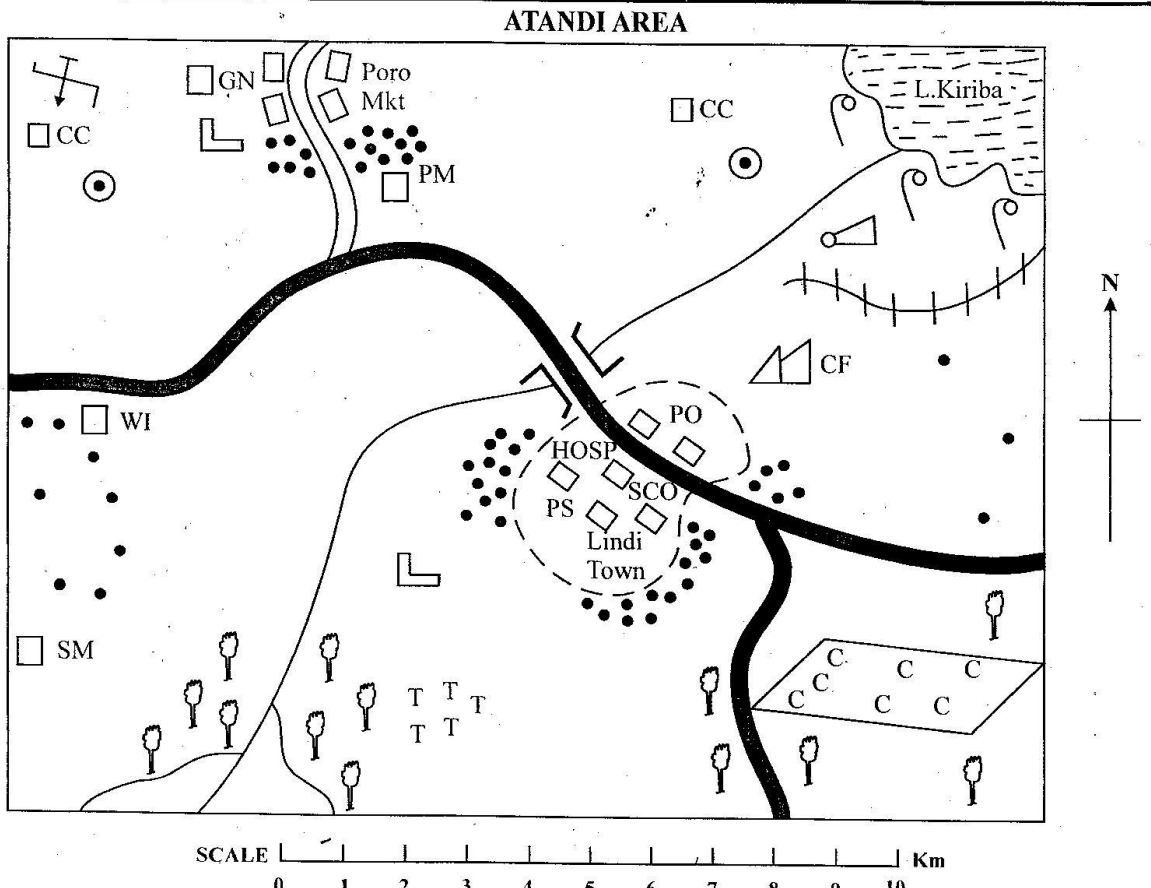 ATANDI AREA
L.Kiriba
GN
Poro
Mkt
CC
CC
PM
N
CF
WI
PO
HOSP
SCO
PS
Lindi
Town
SM
C C C
C
C C C
T T T
T T
SCALE
Km
0 1 2 3 4 5 6 7 8 9 10